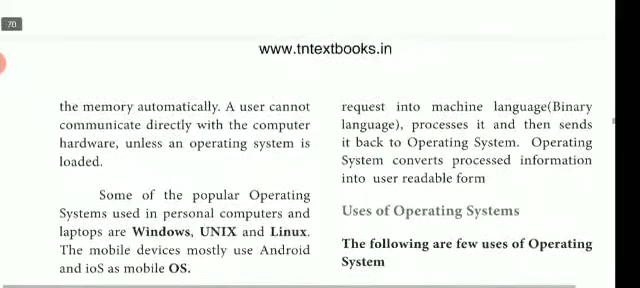 70
www.tntextbooks.in
the memory automatically. A user cannot
communicate directly with the computer
hardware, unless an operating system is
loaded.
Some of the popular Operating
Systems used in personal computers and
laptops are Windows, UNIX and Linux.
The mobile devices mostly use Android
and ioS as mobile OS.
request into machine language(Binary
language), processes it and then sends
it back to Operating System. Operating
System converts processed information
into user readable form
Uses of Operating Systems
The following are few uses of Operating
System